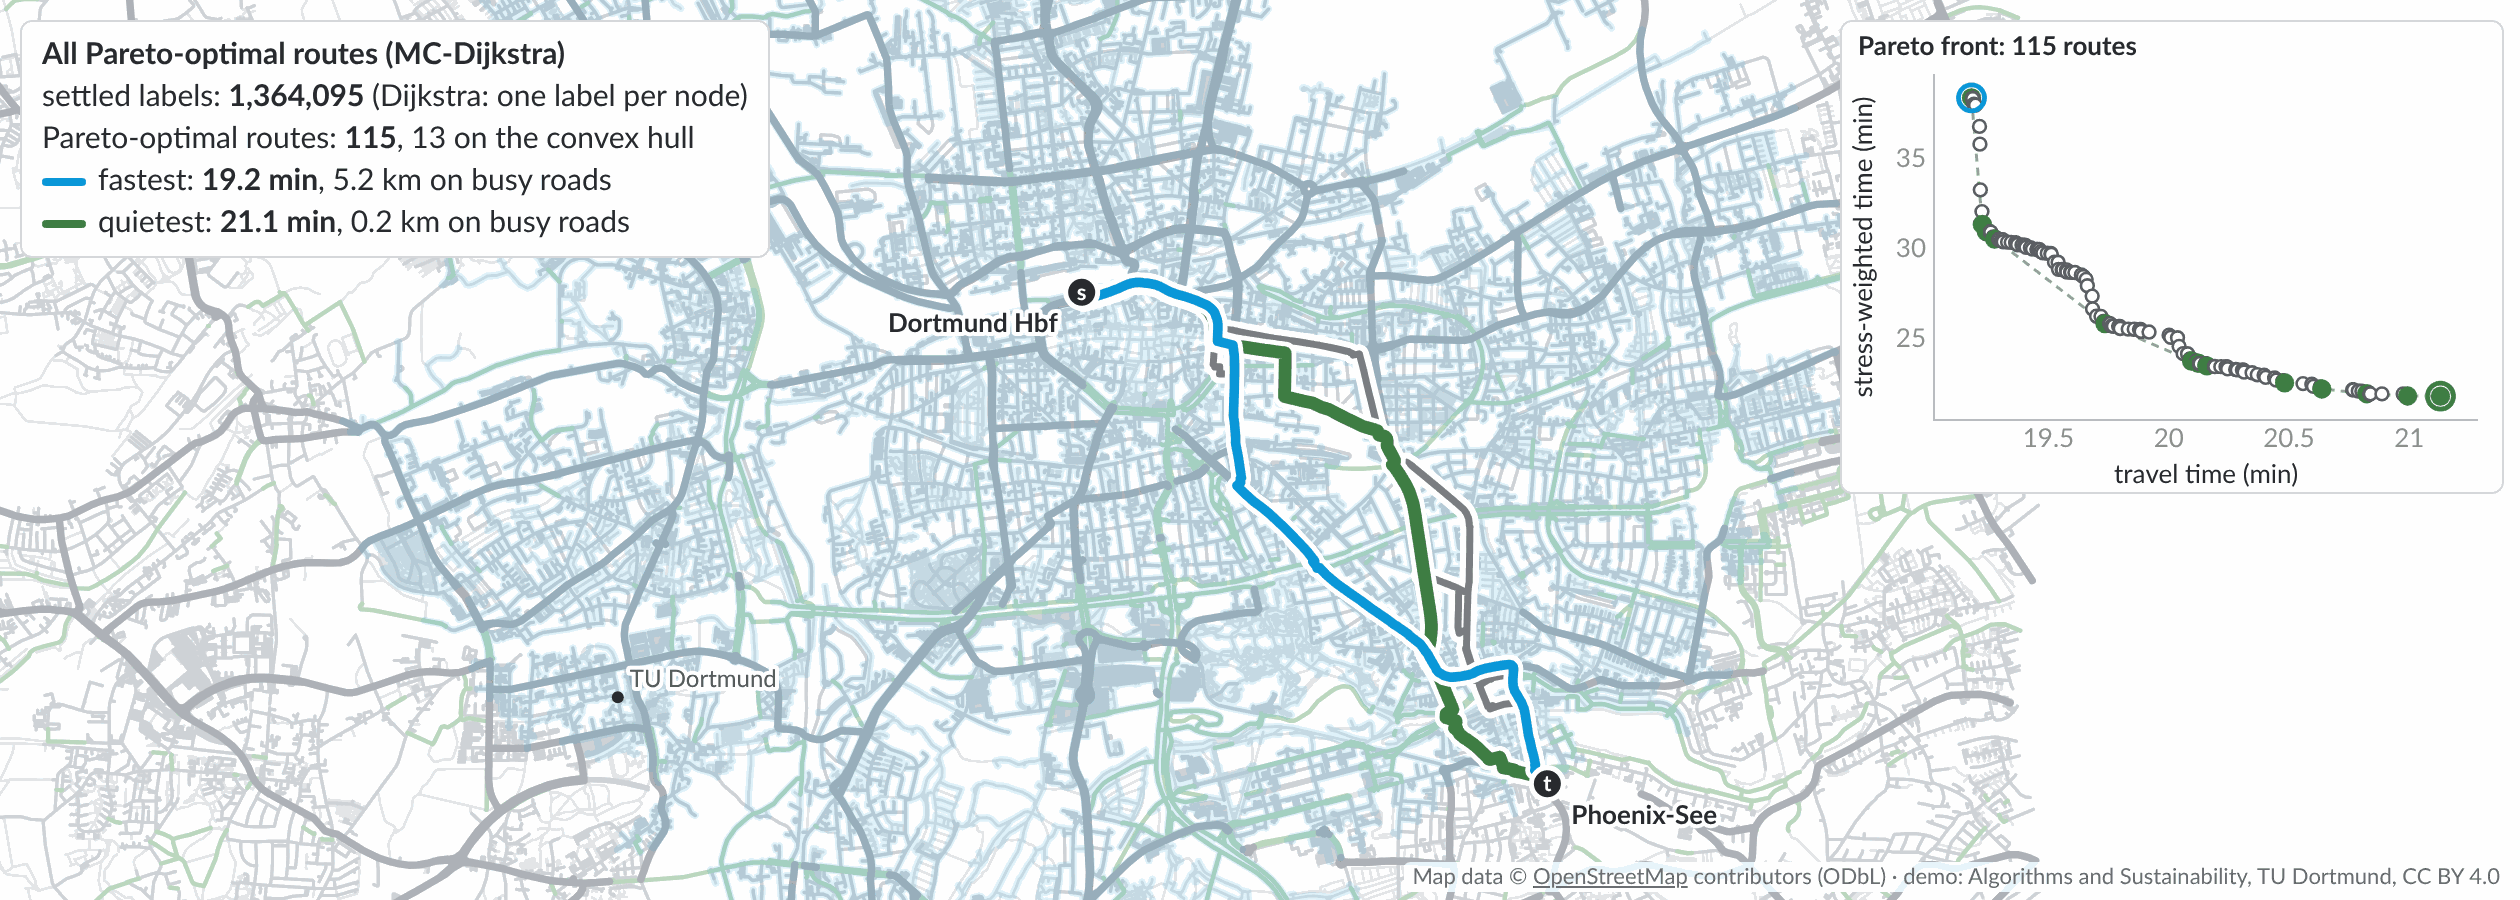 All Pareto-optimal routes (MC-Dijkstra)
settled labels: 1,364,095 (Dijkstra: one label per node)
Pareto-optimal routes: 115, 13 on the convex hull
fastest: 19.2 min, 5.2 km on busy roads
quietest: 21.1 min, 0.2 km on busy roads
Pareto front: 115 routes
stress-weighted time (min)
35
30
25
19.5 20 20.5 21
travel time (min)
s
Dortmund Hbf
TU Dortmund
t
Phoenix-See
Map data © OpenStreetMap contributors (ODbL) · demo: Algorithms and Sustainability, TU Dortmund, CC BY 4.0